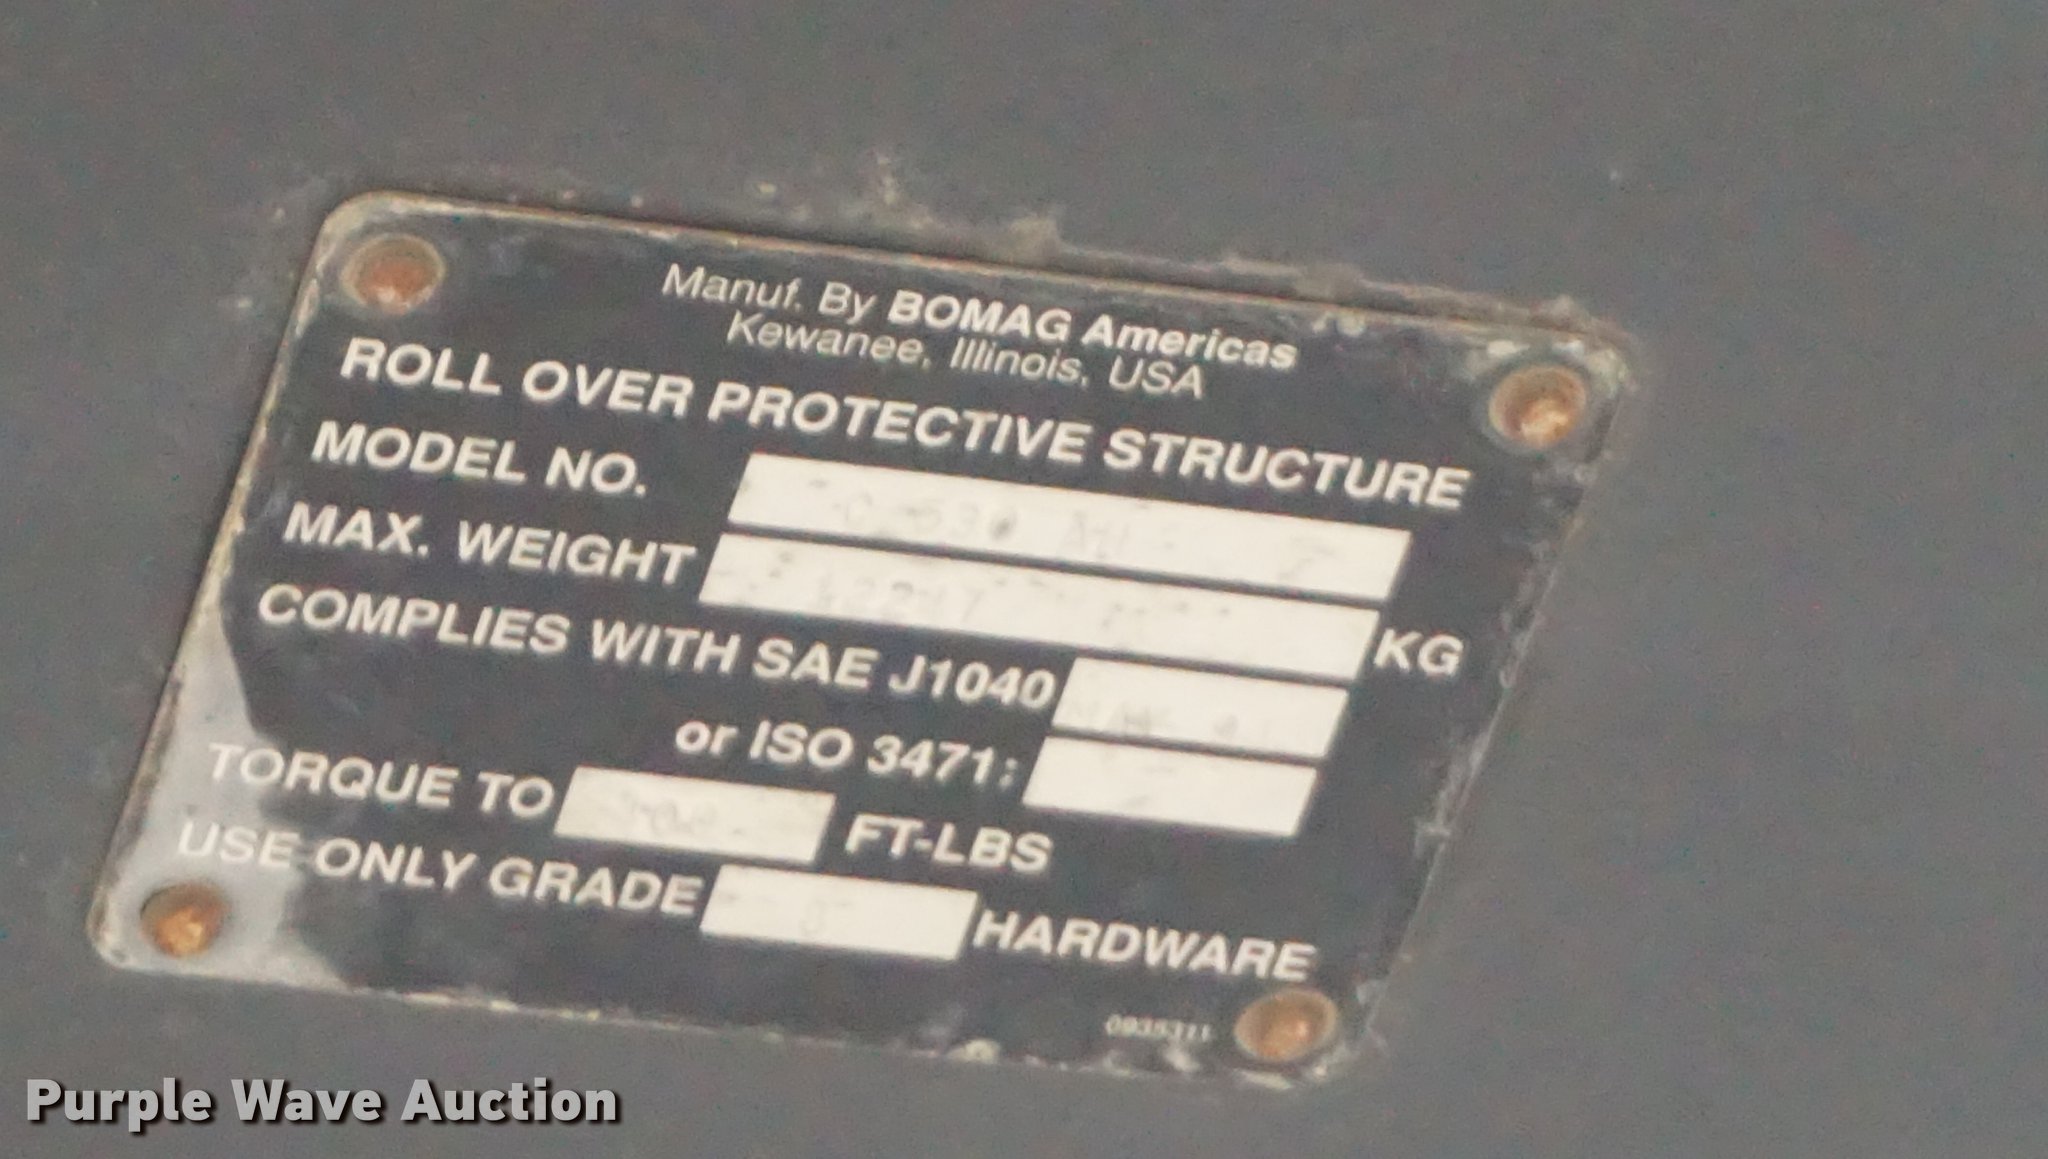 Manuf. By BOMAG Americas
Kewanee, Illinois, USA
ROLL OVER PROTECTIVE STRUCTURE
MODEL NO.
MAX. WEIGHT KG
COMPLIES WITH SAE J1040
or ISO 3471;
TORQUE TO FT-LBS
USE ONLY GRADE HARDWARE
0935311
Purple Wave Auction